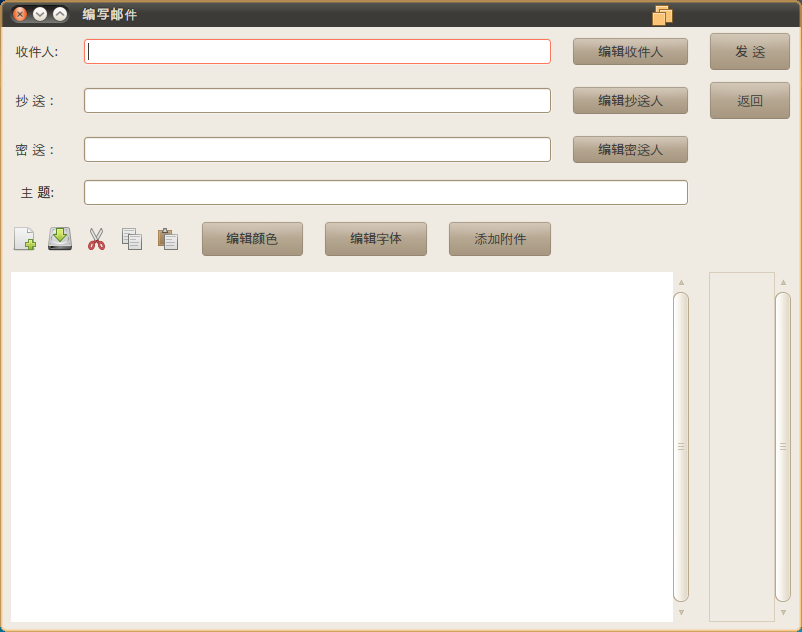 编写邮件
收件人: 编辑收件人 发 送
抄 送 : 编辑抄送人 返回
密 送 : 编辑密送人
主 题:
编辑颜色 编辑字体 添加附件